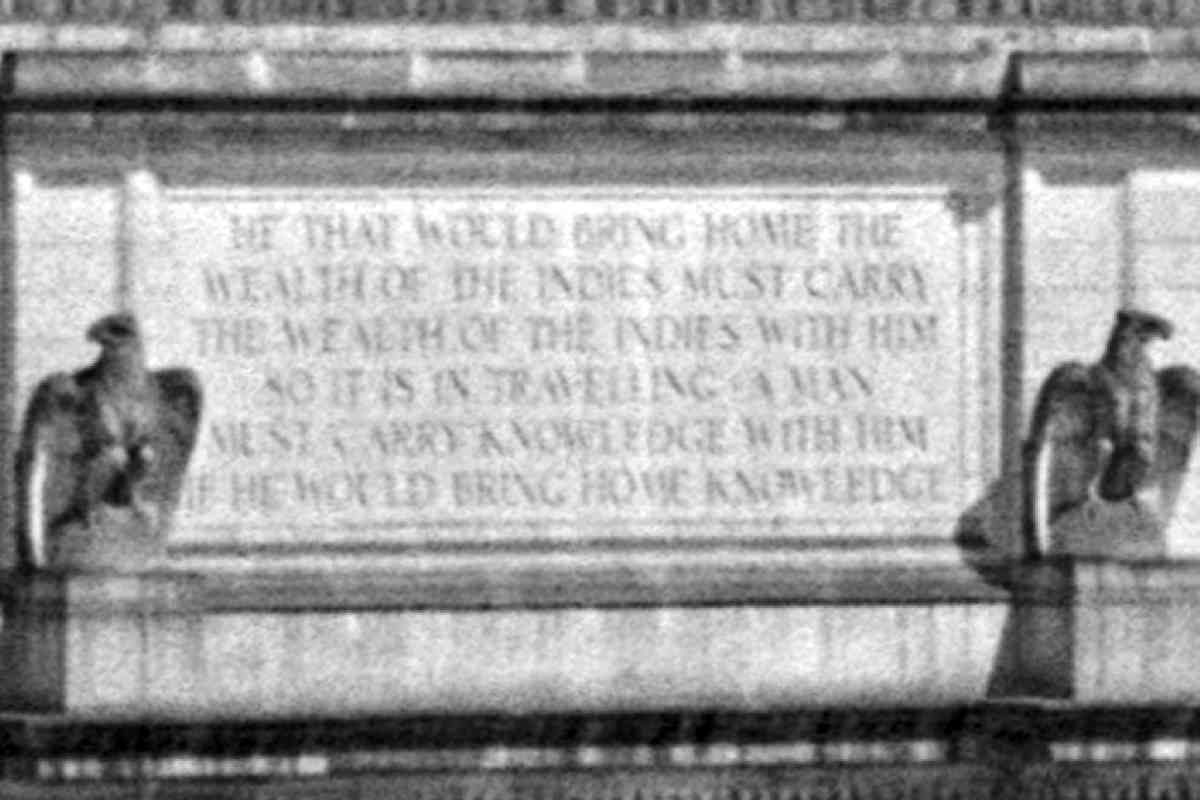 HE THAT WOULD BRING HOME THE
WEALTH OF THE INDIES MUST CARRY
THE WEALTH OF THE INDIES WITH HIM
SO IT IS IN TRAVELLING · A MAN
MUST CARRY KNOWLEDGE WITH HIM
IF HE WOULD BRING HOME KNOWLEDGE